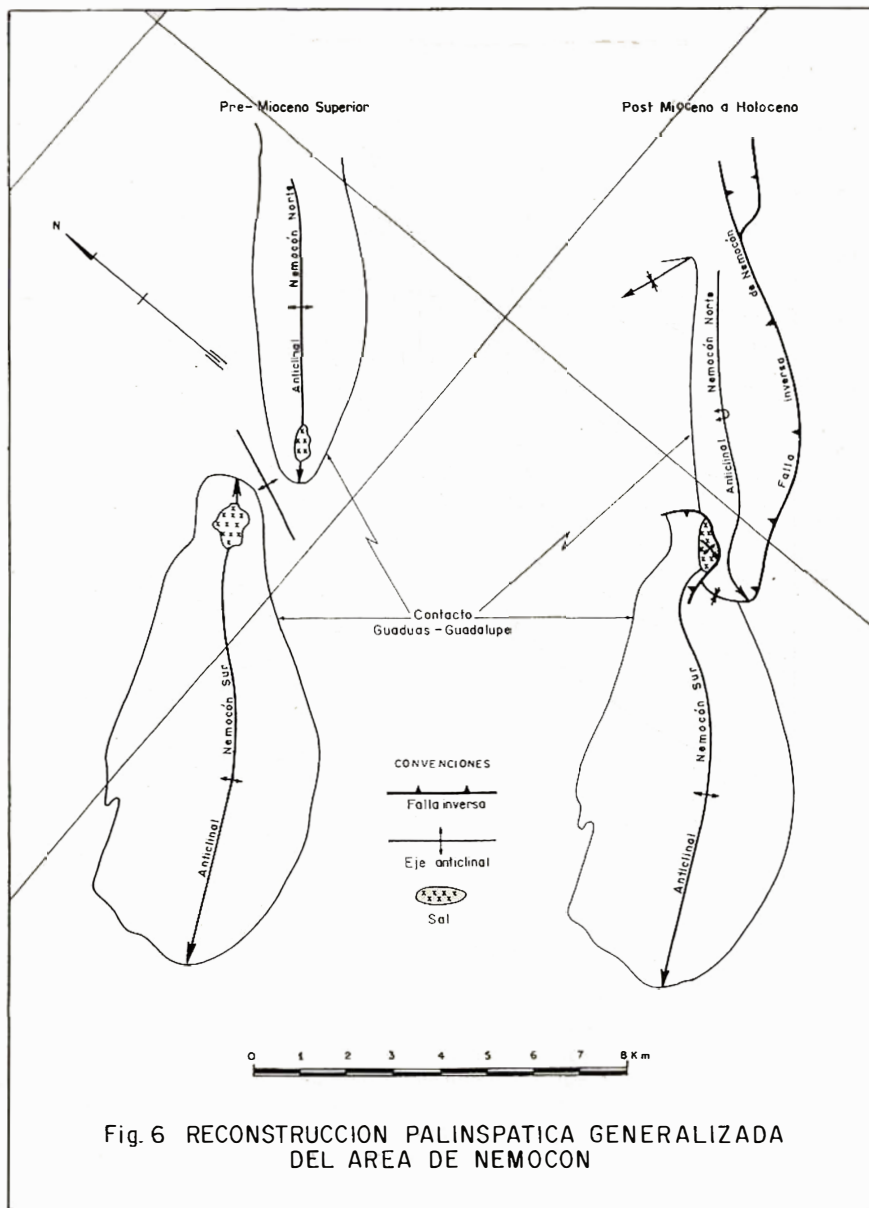 Pre-Mioceno Superior
Post Mioceno a Holoceno
N
Anticlinal Nemocón Norte
Anticlinal Nemocón Norte
Falla inversa de Nemocón
Contacto
Guaduas - Guadalupe
Anticlinal Nemocón Sur
Anticlinal Nemocón Sur
CONVENCIONES
Falla inversa
Eje anticlinal
Sal
0 1 2 3 4 5 6 7 8 Km
Fig. 6 RECONSTRUCCION PALINSPATICA GENERALIZADA
DEL AREA DE NEMOCON